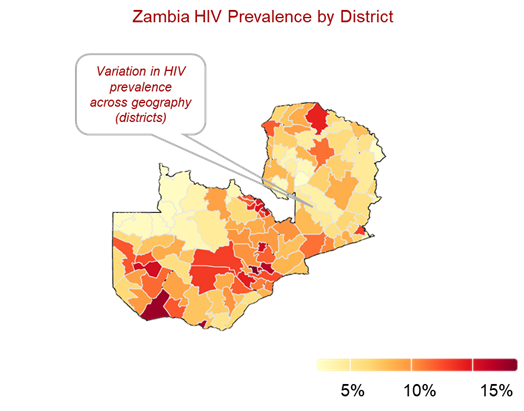 Zambia HIV Prevalence by District
Variation in HIV
prevalence
across geography
(districts)
5% 10% 15%